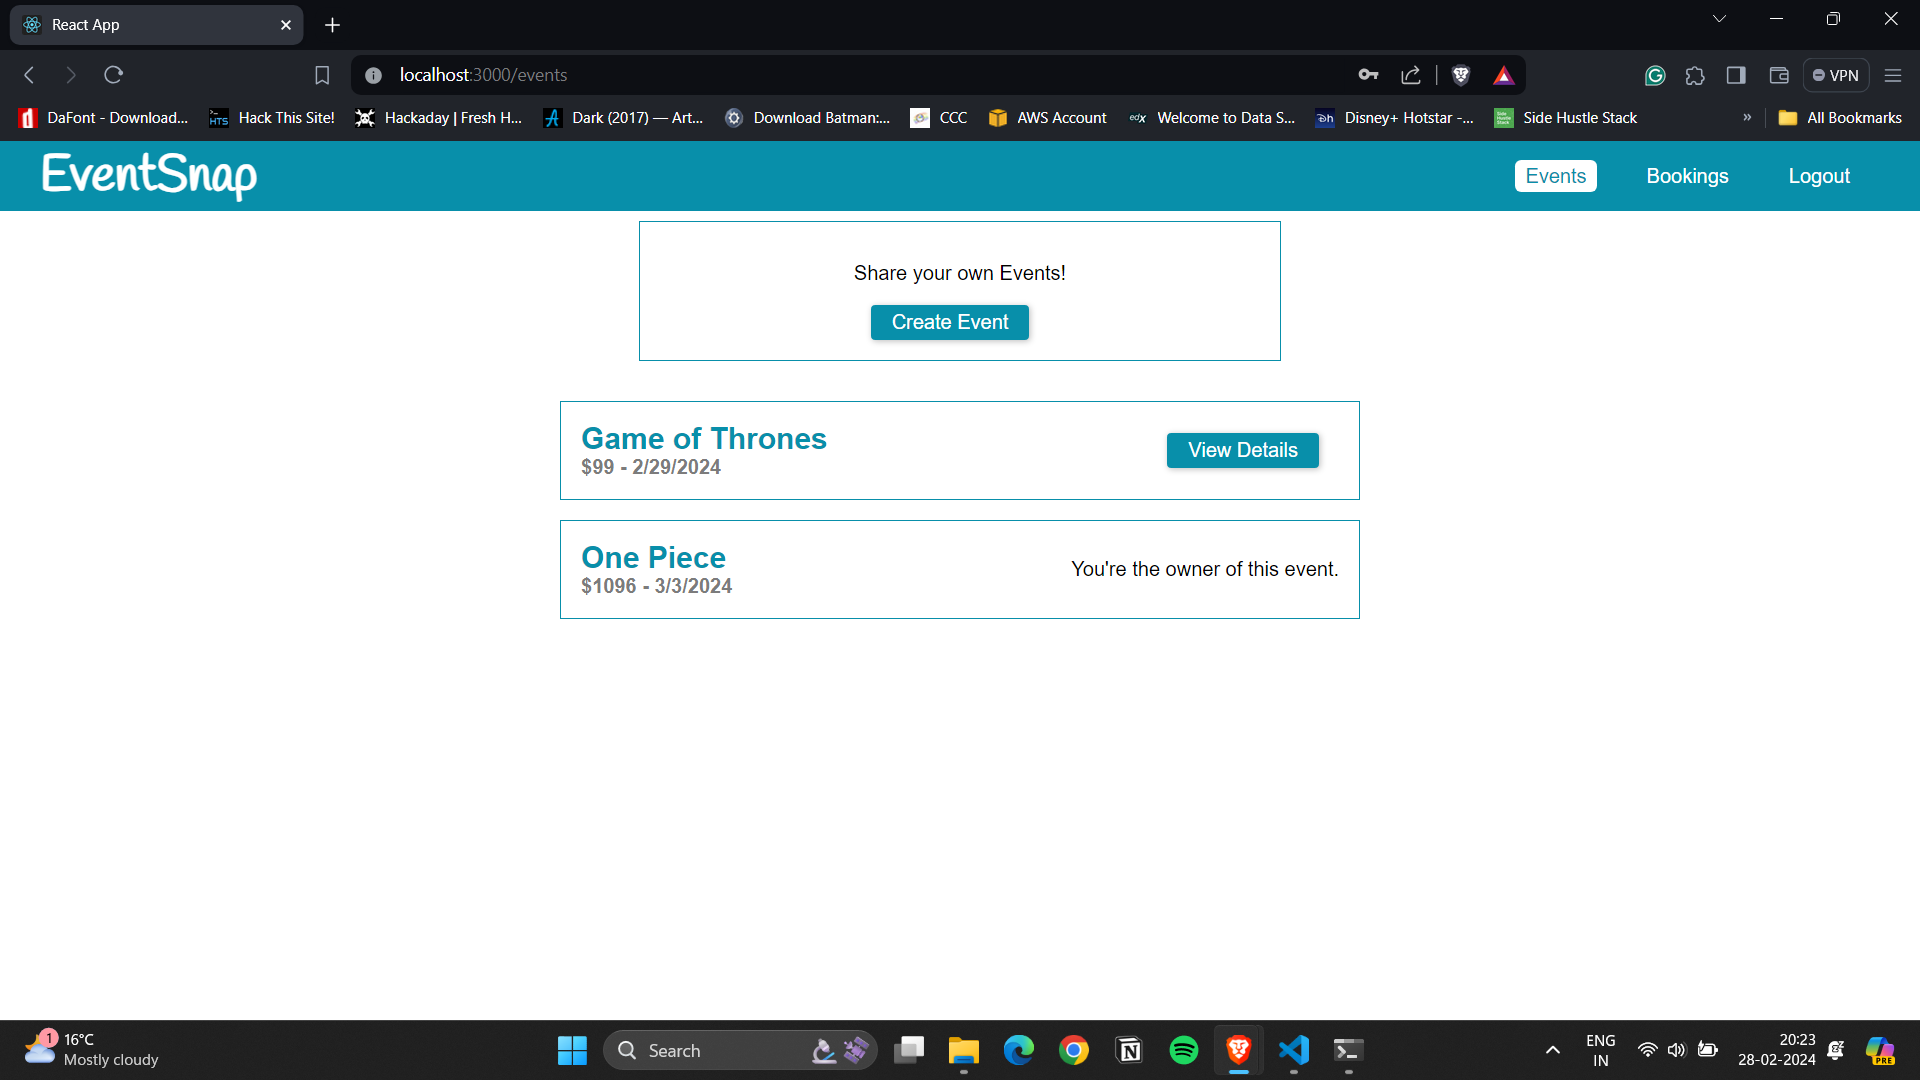 React App
localhost:3000/events
VPN
DaFont - Download... Hack This Site! Hackaday | Fresh H... Dark (2017) — Art... Download Batman:... CCC AWS Account edx Welcome to Data S... Disney+ Hotstar -... Side Hustle Stack » All Bookmarks
EventSnap
Events Bookings Logout
Share your own Events!
Create Event
Game of Thrones
$99 - 2/29/2024
View Details
One Piece
$1096 - 3/3/2024
You're the owner of this event.
1
16°C
Mostly cloudy
Search
ENG
IN
20:23
28-02-2024
PRE